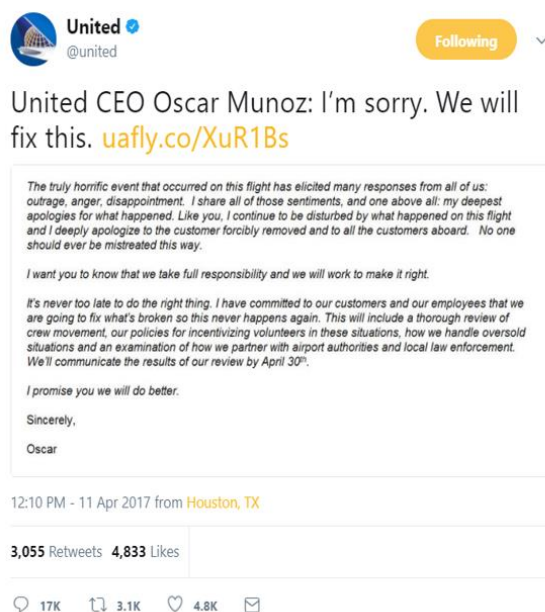 United
@united
Following
United CEO Oscar Munoz: I'm sorry. We will
fix this. uafly.co/XuR1Bs
The truly horrific event that occurred on this flight has elicited many responses from all of us:
outrage, anger, disappointment. I share all of those sentiments, and one above all: my deepest
apologies for what happened. Like you, I continue to be disturbed by what happened on this flight
and I deeply apologize to the customer forcibly removed and to all the customers aboard. No one
should ever be mistreated this way.
I want you to know that we take full responsibility and we will work to make it right.
It's never too late to do the right thing. I have committed to our customers and our employees that we
are going to fix what's broken so this never happens again. This will include a thorough review of
crew movement, our policies for incentivizing volunteers in these situations, how we handle oversold
situations and an examination of how we partner with airport authorities and local law enforcement.
We'll communicate the results of our review by April 30th.
I promise you we will do better.
Sincerely,
Oscar
12:10 PM - 11 Apr 2017 from Houston, TX
3,055 Retweets 4,833 Likes
17K 3.1K 4.8K